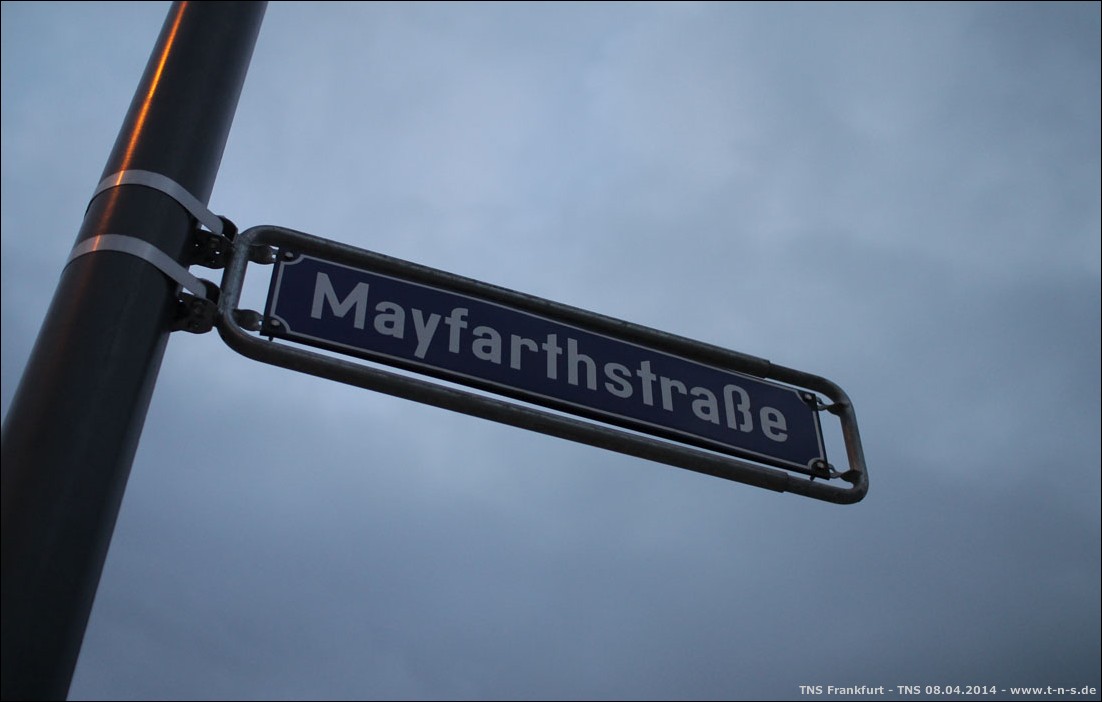 Mayfarthstraße
TNS Frankfurt - TNS 08.04.2014 - www.t-n-s.de